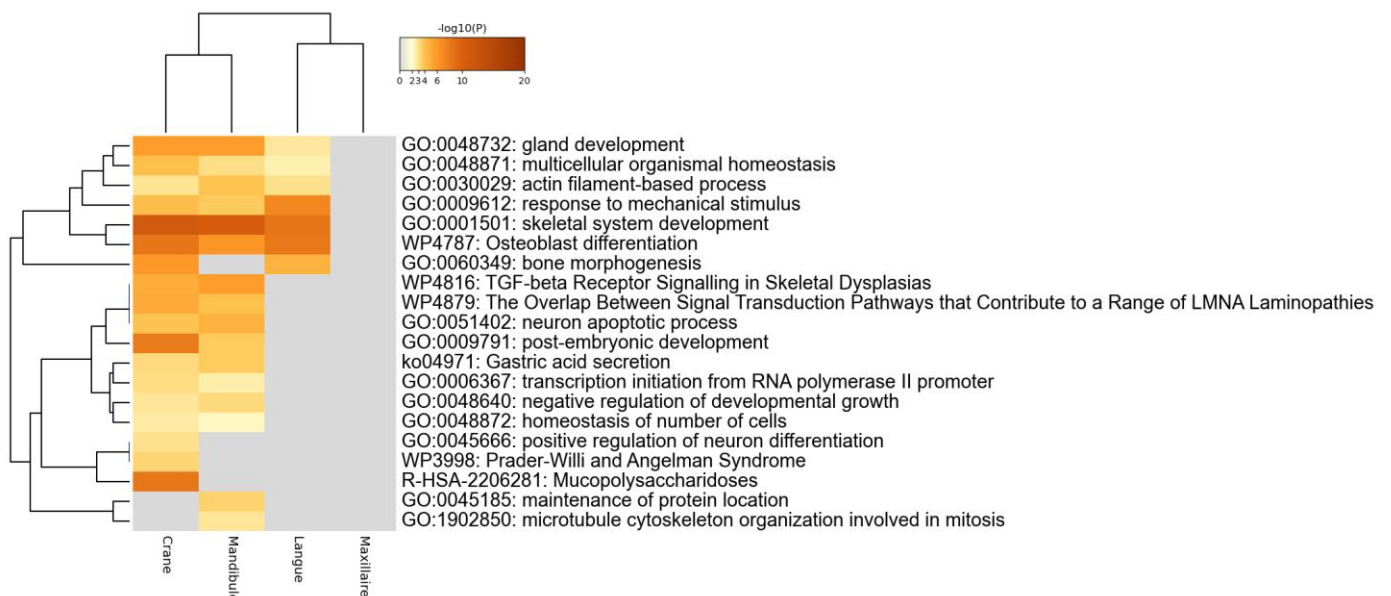 -log10(P)
0 2 3 4 6 10 20
GO:0048732: gland development
GO:0048871: multicellular organismal homeostasis
GO:0030029: actin filament-based process
GO:0009612: response to mechanical stimulus
GO:0001501: skeletal system development
WP4787: Osteoblast differentiation
GO:0060349: bone morphogenesis
WP4816: TGF-beta Receptor Signalling in Skeletal Dysplasias
WP4879: The Overlap Between Signal Transduction Pathways that Contribute to a Range of LMNA Laminopathies
GO:0051402: neuron apoptotic process
GO:0009791: post-embryonic development
ko04971: Gastric acid secretion
GO:0006367: transcription initiation from RNA polymerase II promoter
GO:0048640: negative regulation of developmental growth
GO:0048872: homeostasis of number of cells
GO:0045666: positive regulation of neuron differentiation
WP3998: Prader-Willi and Angelman Syndrome
R-HSA-2206281: Mucopolysaccharidoses
GO:0045185: maintenance of protein location
GO:1902850: microtubule cytoskeleton organization involved in mitosis
Crane
Mandibule
Langue
Maxillaire